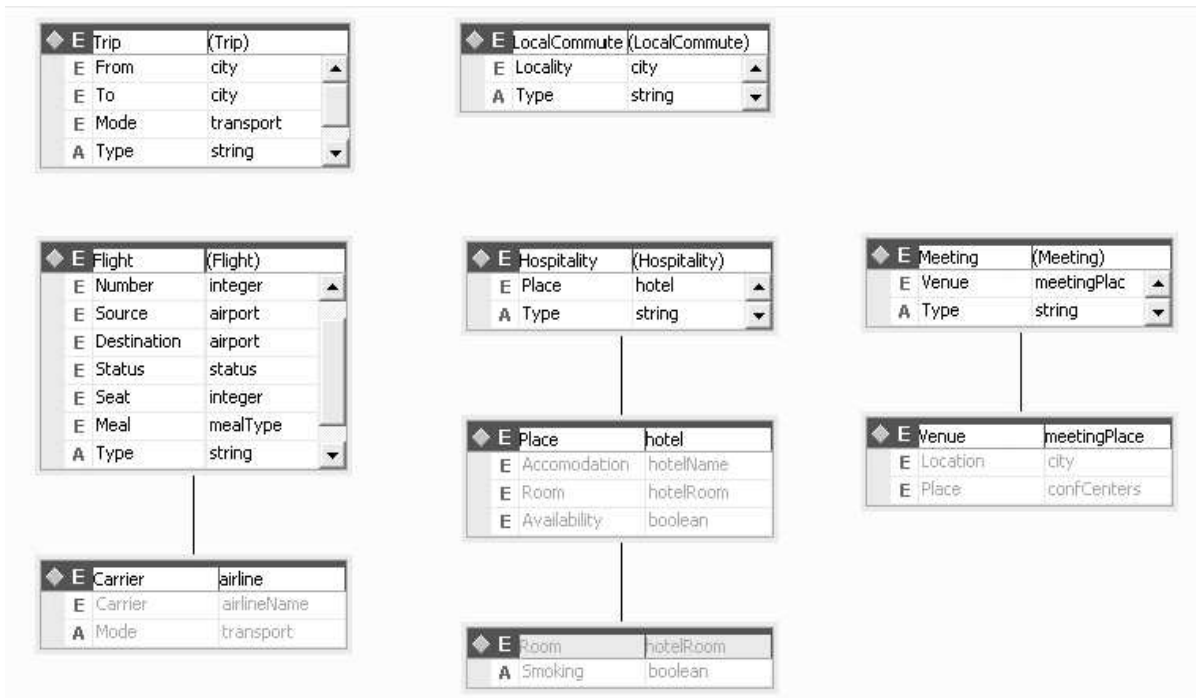 E Trip (Trip)
E From city
E To city
E Mode transport
A Type string
E LocalCommute (LocalCommute)
E Locality city
A Type string
E Flight (Flight)
E Number integer
E Source airport
E Destination airport
E Status status
E Seat integer
E Meal mealType
A Type string
E Hospitality (Hospitality)
E Place hotel
A Type string
E Meeting (Meeting)
E Venue meetingPlac
A Type string
E Place hotel
E Accomodation hotelName
E Room hotelRoom
E Availability boolean
E Venue meetingPlace
E Location city
E Place confCenters
E Carrier airline
E Carrier airlineName
A Mode transport
E Room hotelRoom
A Smoking boolean